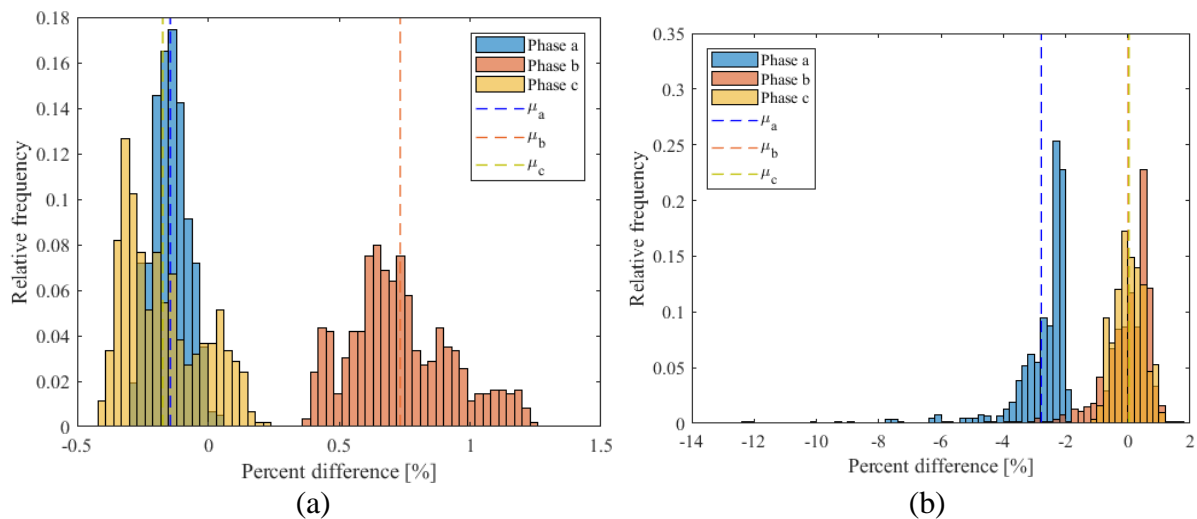 0.18
0.16
0.14
0.12
0.1
0.08
0.06
0.04
0.02
0
Relative frequency
-0.5
0
0.5
1
1.5
Percent difference [%]
Phase a
Phase b
Phase c
μa
μb
μc
(a)
0.35
0.3
0.25
0.2
0.15
0.1
0.05
0
Relative frequency
-14
-12
-10
-8
-6
-4
-2
0
2
Percent difference [%]
Phase a
Phase b
Phase c
μa
μb
μc
(b)